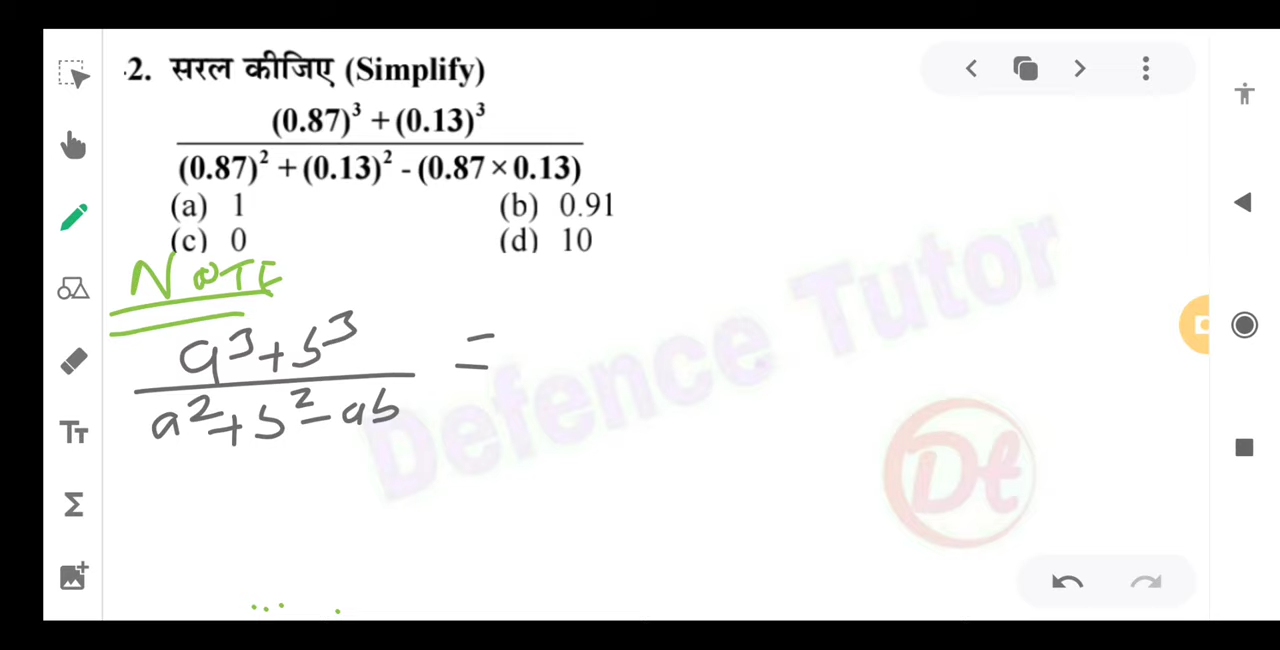 2. सरल कीजिए (Simplify)
(0.87)³ + (0.13)³
(0.87)² + (0.13)² - (0.87 × 0.13)
(a) 1 (b) 0.91
(c) 0 (d) 10
NOTE
a³+b³ =
a²+b²-ab
Defence Tutor
Dt
Tт
Σ